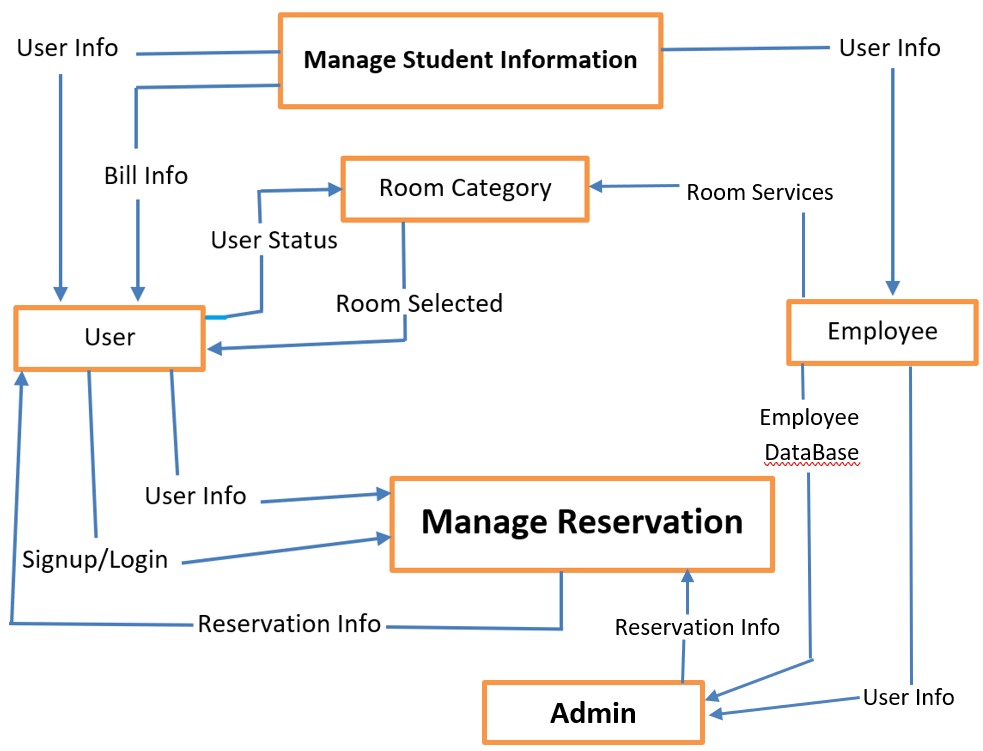 User Info
Manage Student Information
User Info
Bill Info
Room Category
Room Services
User Status
Room Selected
User
Employee
Employee
DataBase
User Info
Manage Reservation
Signup/Login
Reservation Info
Reservation Info
Admin
User Info